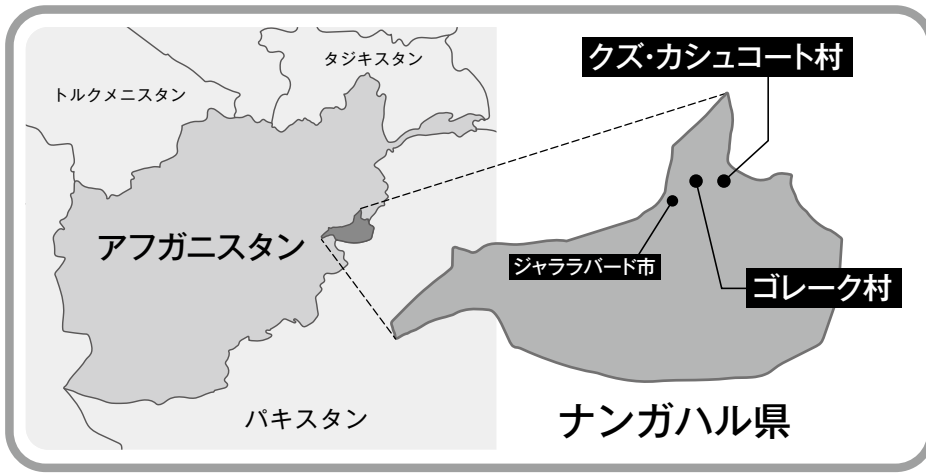 タジキスタン
トルクメニスタン
アフガニスタン
パキスタン
クズ・カシュコート村
ジャララバード市
ゴレーク村
ナンガハル県